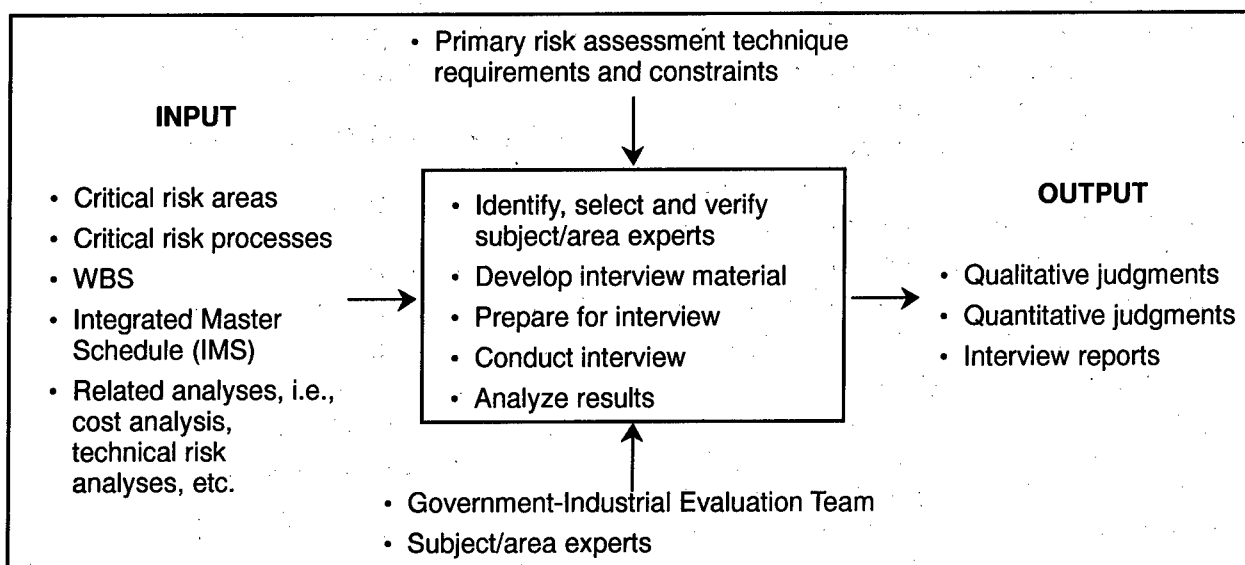 • Primary risk assessment technique
requirements and constraints
INPUT
• Critical risk areas
• Critical risk processes
• WBS
• Integrated Master
Schedule (IMS)
• Related analyses, i.e.,
cost analysis,
technical risk
analyses, etc.
• Identify, select and verify
subject/area experts
• Develop interview material
• Prepare for interview
• Conduct interview
• Analyze results
OUTPUT
• Qualitative judgments
• Quantitative judgments
• Interview reports
• Government-Industrial Evaluation Team
• Subject/area experts